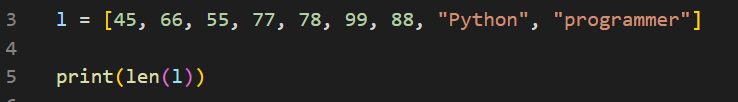 3 l = [45, 66, 55, 77, 78, 99, 88, "Python", "programmer"]
4
5 print(len(l))